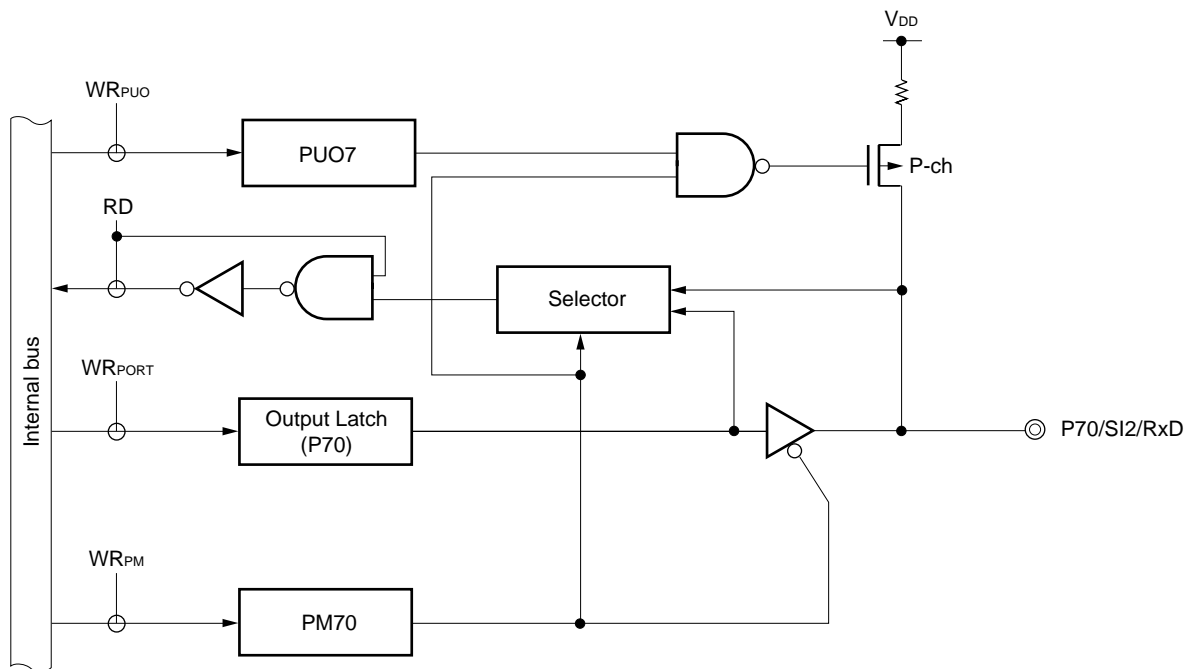 VDD
WRPUO
PUO7
P-ch
RD
Selector
Internal bus
WRPORT
Output Latch
(P70)
P70/SI2/RxD
WRPM
PM70